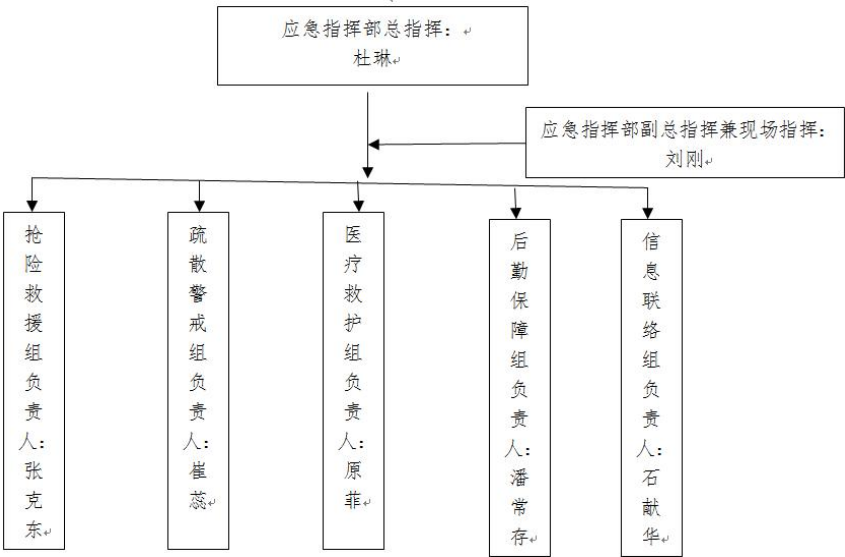 应急指挥部总指挥：
杜琳
应急指挥部副总指挥兼现场指挥：
刘刚
抢险救援组负责人：张克东
疏散警戒组负责人：崔蕊
医疗救护组负责人：原菲
后勤保障组负责人：潘常存
信息联络组负责人：石献华